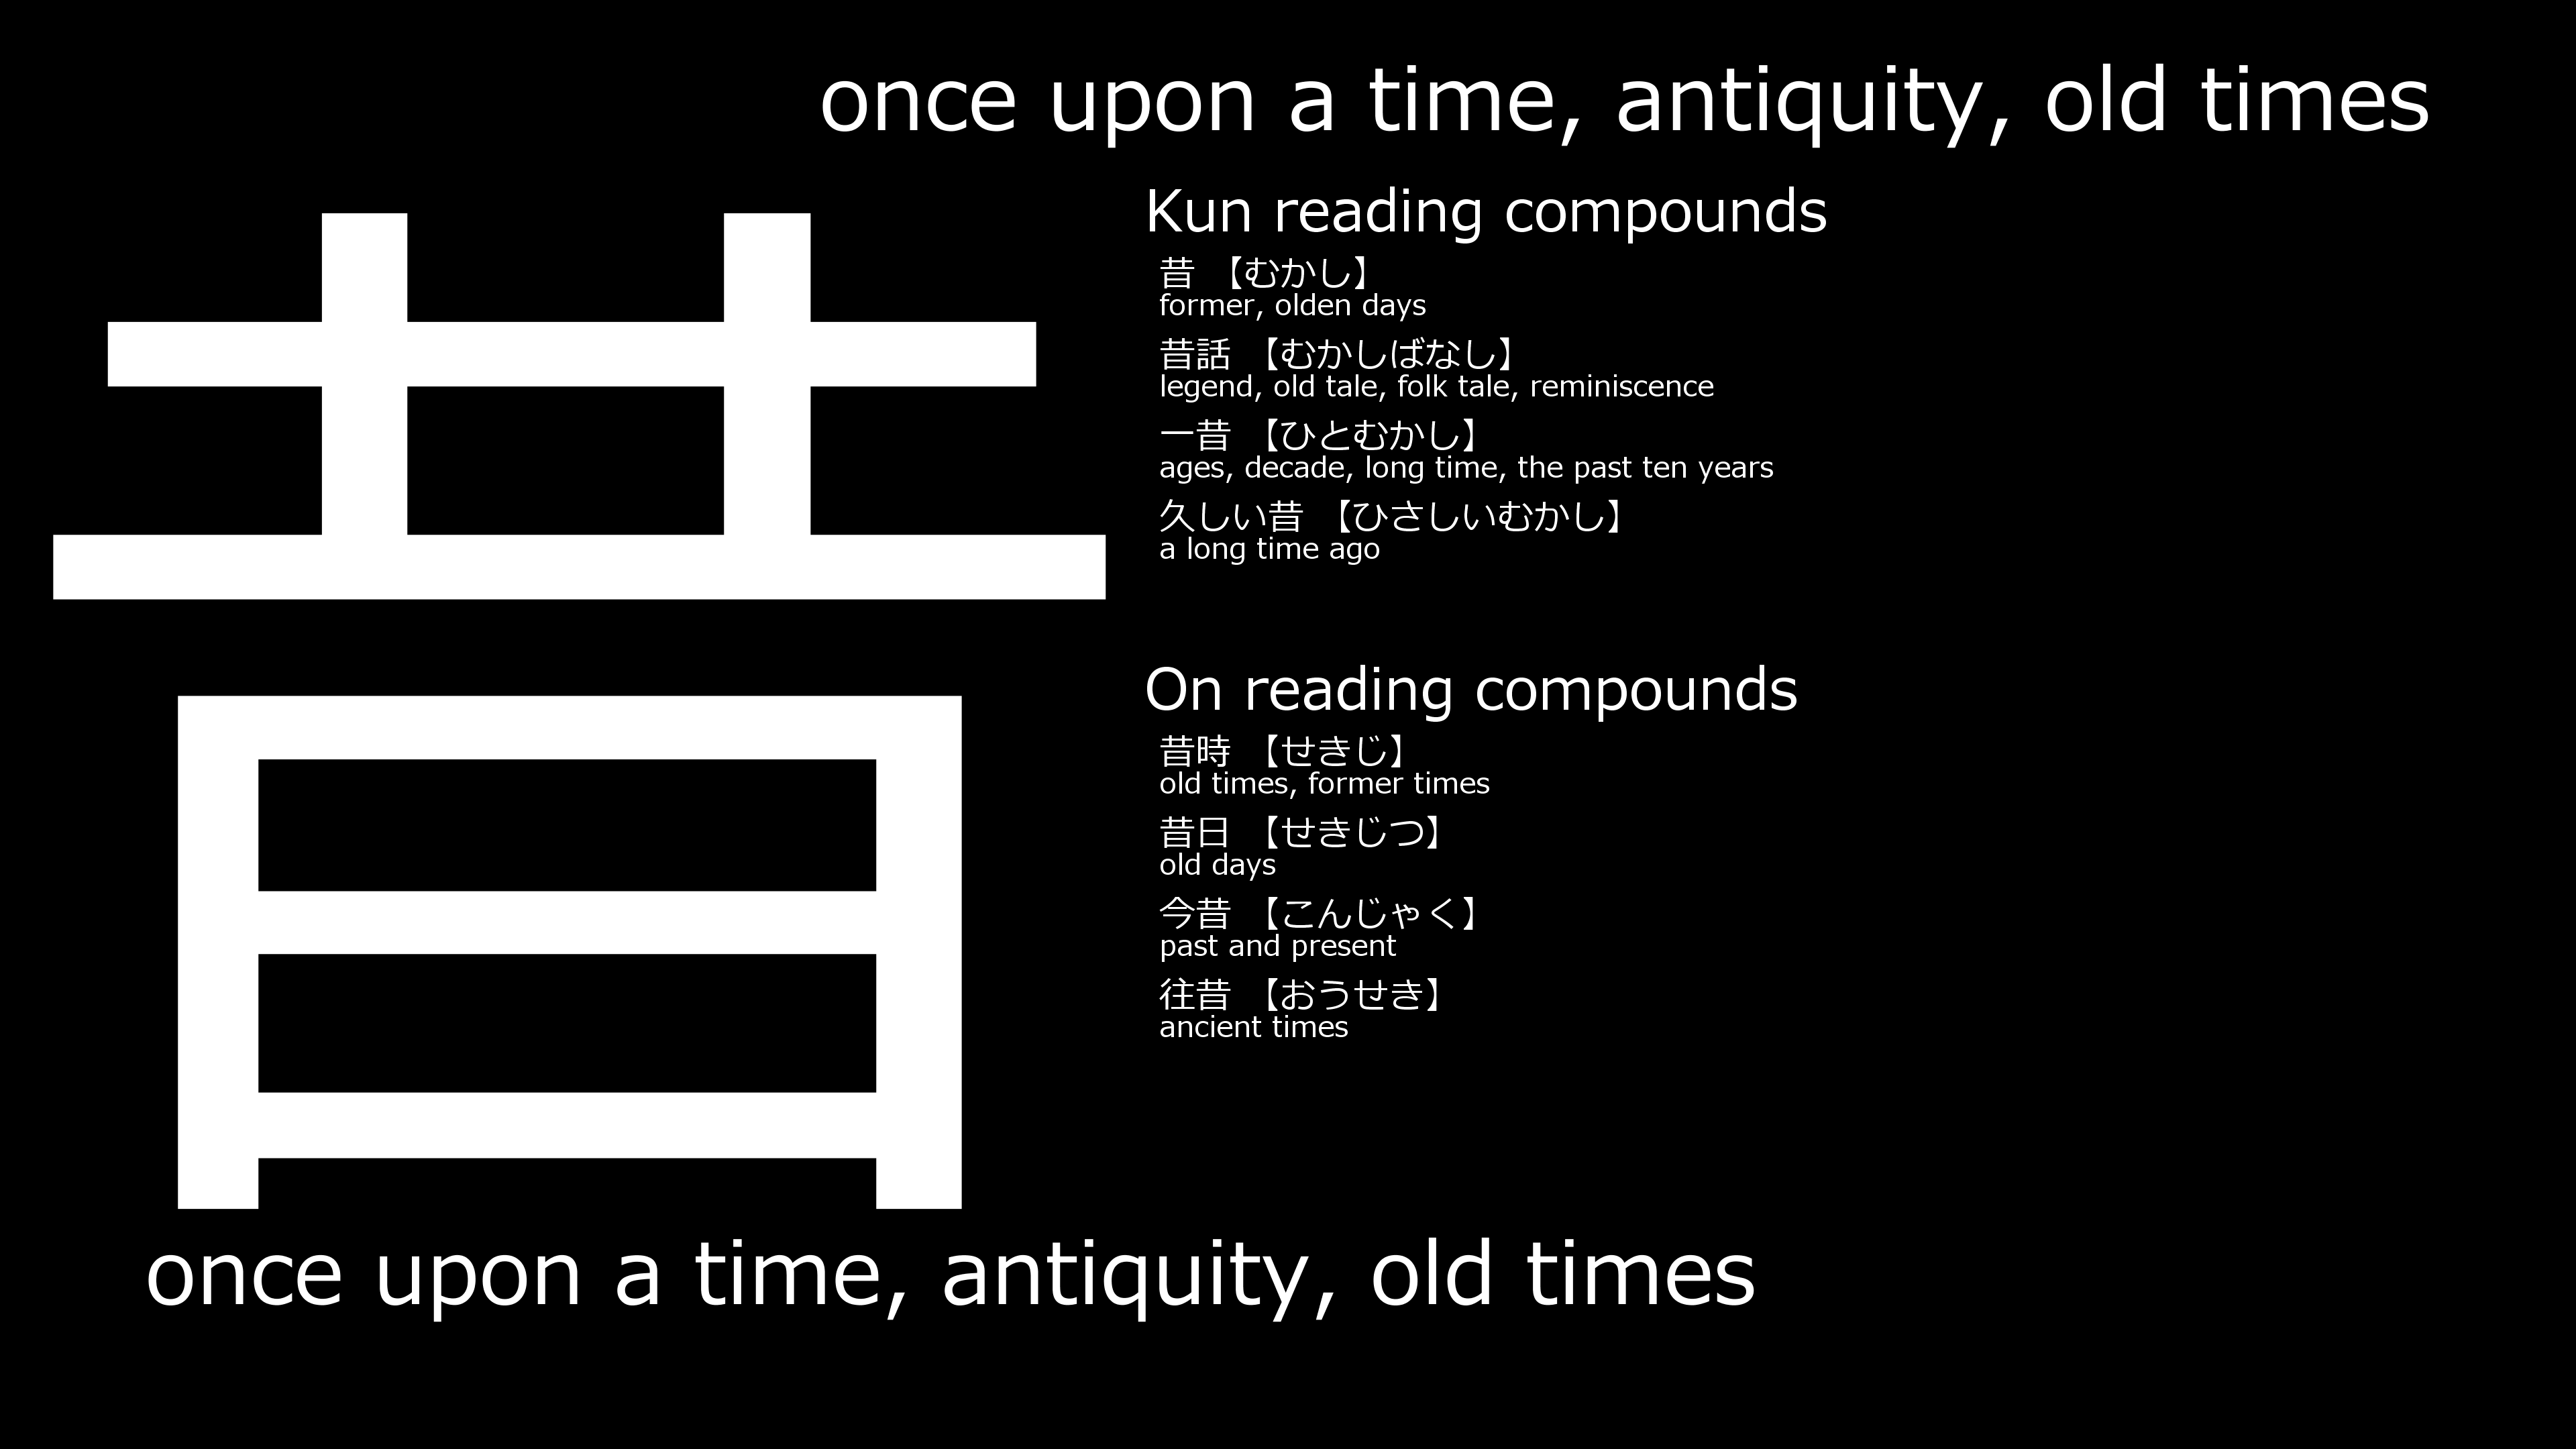 once upon a time, antiquity, old times
昔
Kun reading compounds
昔 【むかし】
former, olden days
昔話 【むかしばなし】
legend, old tale, folk tale, reminiscence
一昔 【ひとむかし】
ages, decade, long time, the past ten years
久しい昔 【ひさしいむかし】
a long time ago
On reading compounds
昔時 【せきじ】
old times, former times
昔日 【せきじつ】
old days
今昔 【こんじゃく】
past and present
往昔 【おうせき】
ancient times
once upon a time, antiquity, old times